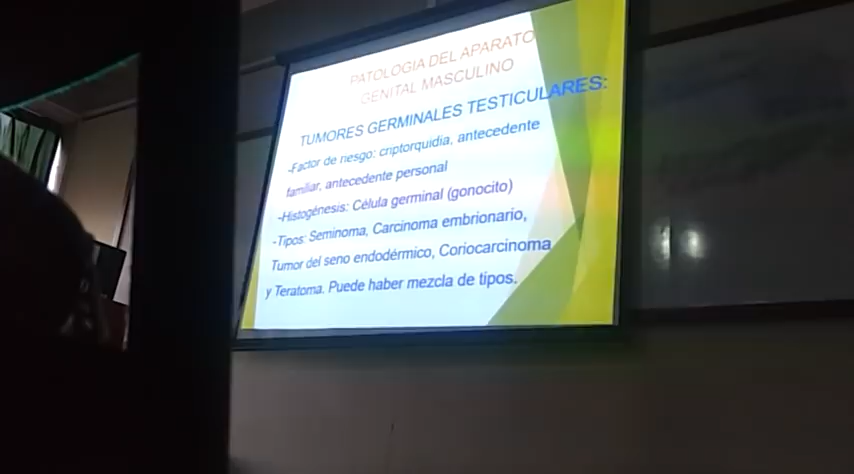 PATOLOGIA DEL APARATO
GENITAL MASCULINO
TUMORES GERMINALES TESTICULARES:
-Factor de riesgo: criptorquidia, antecedente
familiar, antecedente personal
-Histogénesis: Célula germinal (gonocito)
-Tipos: Seminoma, Carcinoma embrionario,
Tumor del seno endodérmico, Coriocarcinoma
y Teratoma. Puede haber mezcla de tipos.